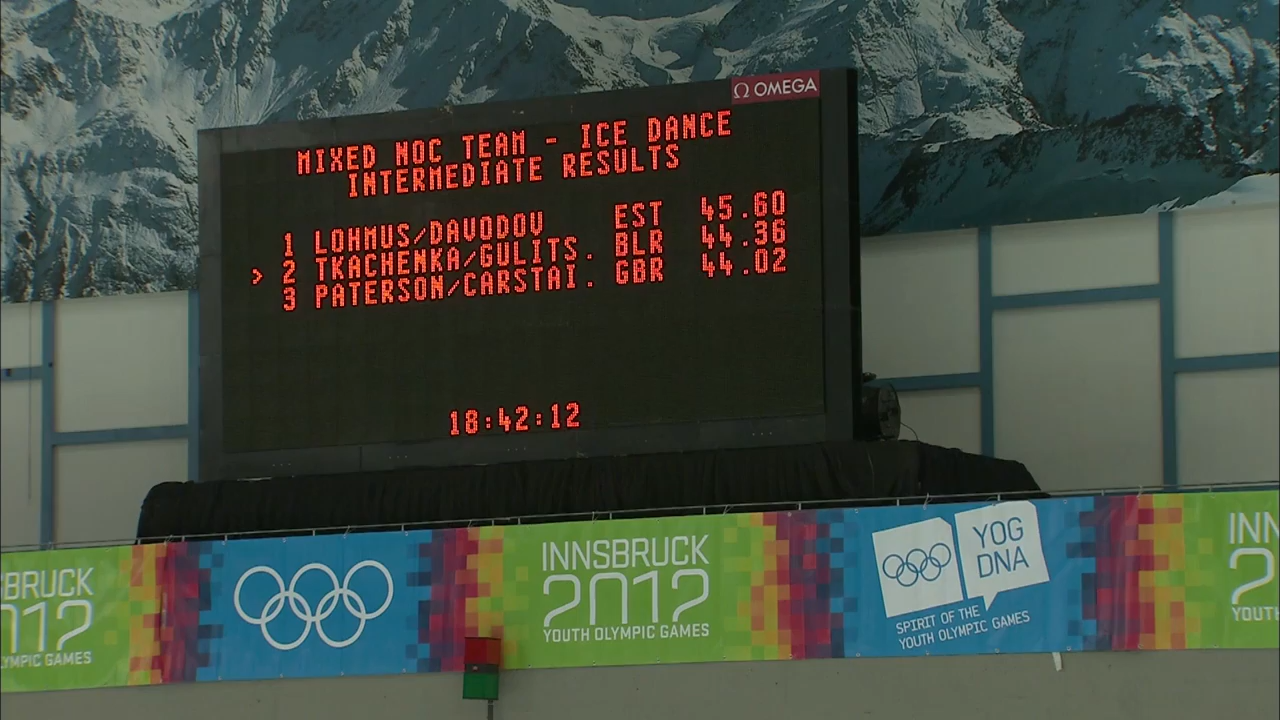 Ω OMEGA
MIXED NOC TEAM - ICE DANCE
INTERMEDIATE RESULTS
1 LOHMUS/DAVODOV EST 45.60
> 2 TKACHENKA/GULITS. BLR 44.36
3 PATERSON/CARSTAI. GBR 44.02
18:42:12
BRUCK
2012
YMPIC GAMES
INNSBRUCK
2012
YOUTH OLYMPIC GAMES
YOG
DNA
SPIRIT OF THE
YOUTH OLYMPIC GAMES
INN
2
YOUT